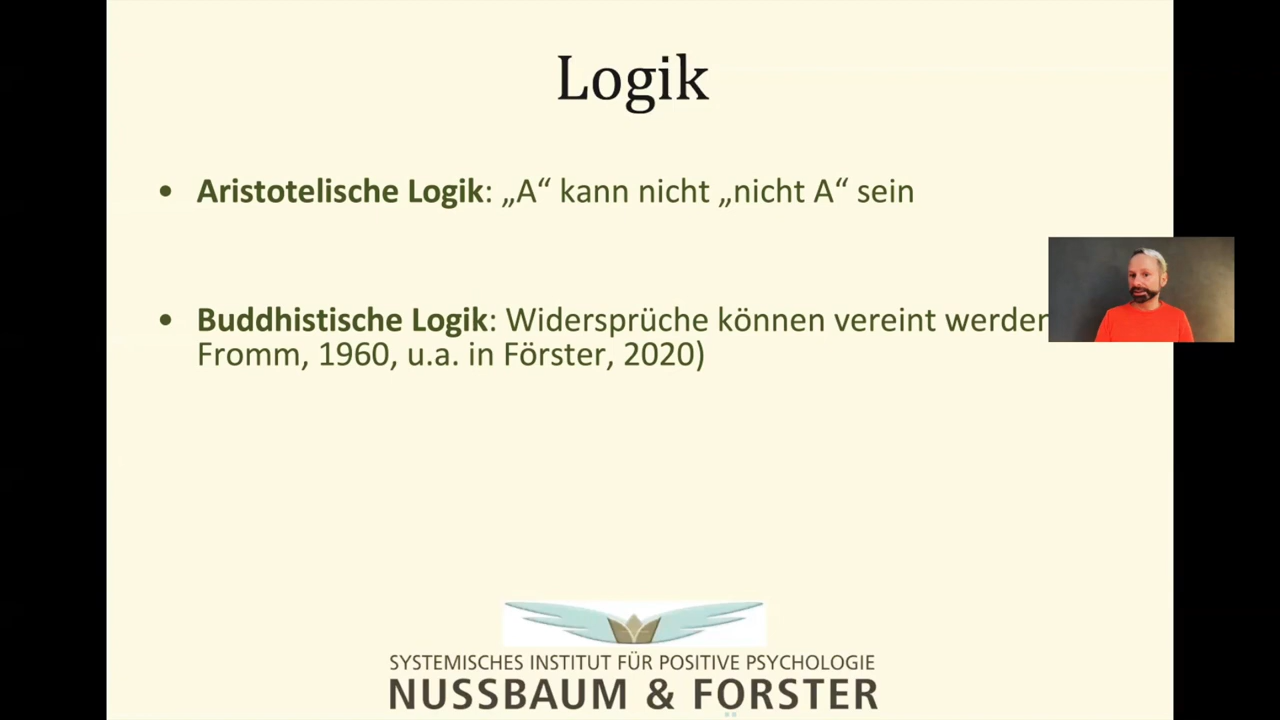 Logik
• Aristotelische Logik: „A“ kann nicht „nicht A“ sein
• Buddhistische Logik: Widersprüche können vereint werden
Fromm, 1960, u.a. in Förster, 2020)
SYSTEMISCHES INSTITUT FÜR POSITIVE PSYCHOLOGIE
NUSSBAUM & FÖRSTER